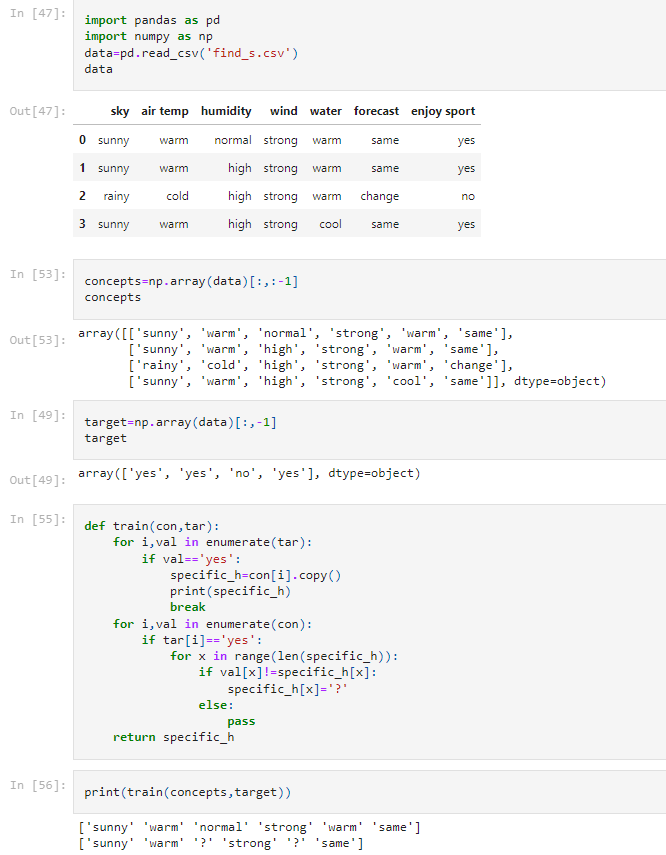 In [47]:
import pandas as pd
import numpy as np
data=pd.read_csv('find_s.csv')
data
Out[47]:
sky air temp humidity wind water forecast enjoy sport
0 sunny warm normal strong warm same yes
1 sunny warm high strong warm same yes
2 rainy cold high strong warm change no
3 sunny warm high strong cool same yes
In [53]:
concepts=np.array(data)[:,:-1]
concepts
Out[53]:
array([['sunny', 'warm', 'normal', 'strong', 'warm', 'same'],
       ['sunny', 'warm', 'high', 'strong', 'warm', 'same'],
       ['rainy', 'cold', 'high', 'strong', 'warm', 'change'],
       ['sunny', 'warm', 'high', 'strong', 'cool', 'same']], dtype=object)
In [49]:
target=np.array(data)[:,-1]
target
Out[49]:
array(['yes', 'yes', 'no', 'yes'], dtype=object)
In [55]:
def train(con,tar):
    for i,val in enumerate(tar):
        if val=='yes':
            specific_h=con[i].copy()
            print(specific_h)
            break
    for i,val in enumerate(con):
        if tar[i]=='yes':
            for x in range(len(specific_h)):
                if val[x]!=specific_h[x]:
                    specific_h[x]='?'
                else:
                    pass
    return specific_h
In [56]:
print(train(concepts,target))
['sunny' 'warm' 'normal' 'strong' 'warm' 'same']
['sunny' 'warm' '?' 'strong' '?' 'same']